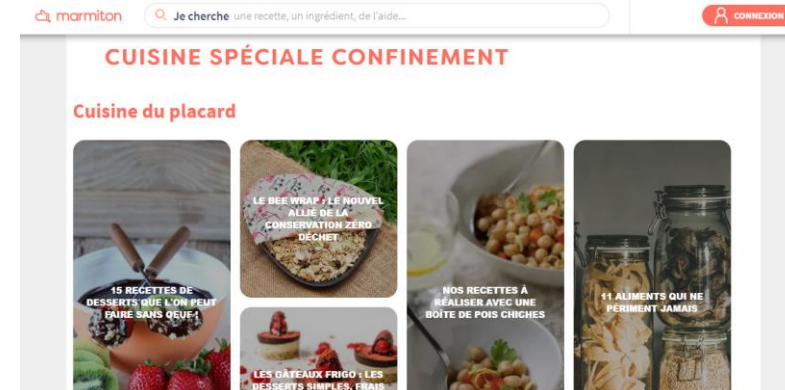 marmiton
Je cherche une recette, un ingrédient, de l'aide...
CONNEXION
CUISINE SPÉCIALE CONFINEMENT
Cuisine du placard
15 RECETTES DE
DESSERTS QUE L'ON PEUT
FAIRE SANS OEUF !
LE BEE WRAP : LE NOUVEL
ALLIÉ DE LA
CONSERVATION ZÉRO
DÉCHET
LES GÂTEAUX FRIGO : LES
DESSERTS SIMPLES, FRAIS
NOS RECETTES À
RÉALISER AVEC UNE
BOÎTE DE POIS CHICHES
11 ALIMENTS QUI NE
PÉRIMENT JAMAIS